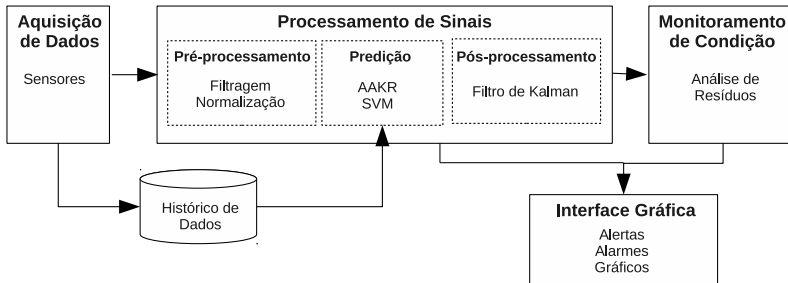 Aquisição
de Dados
Sensores
Processamento de Sinais
Pré-processamento
Filtragem
Normalização
Predição
AAKR
SVM
Pós-processamento
Filtro de Kalman
Monitoramento
de Condição
Análise de
Resíduos
Histórico de
Dados
Interface Gráfica
Alertas
Alarmes
Gráficos